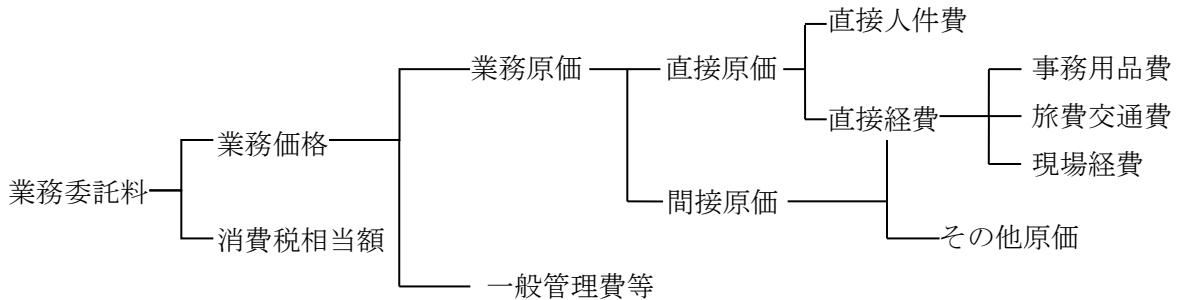 業務委託料
業務価格
消費税相当額
業務原価
一般管理費等
直接原価
間接原価
直接人件費
直接経費
その他原価
事務用品費
旅費交通費
現場経費